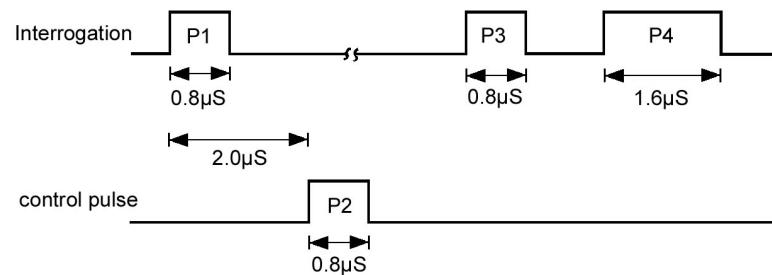 Interrogation P1 P3 P4
0.8μS 0.8μS 1.6μS
2.0μS
control pulse P2
0.8μS